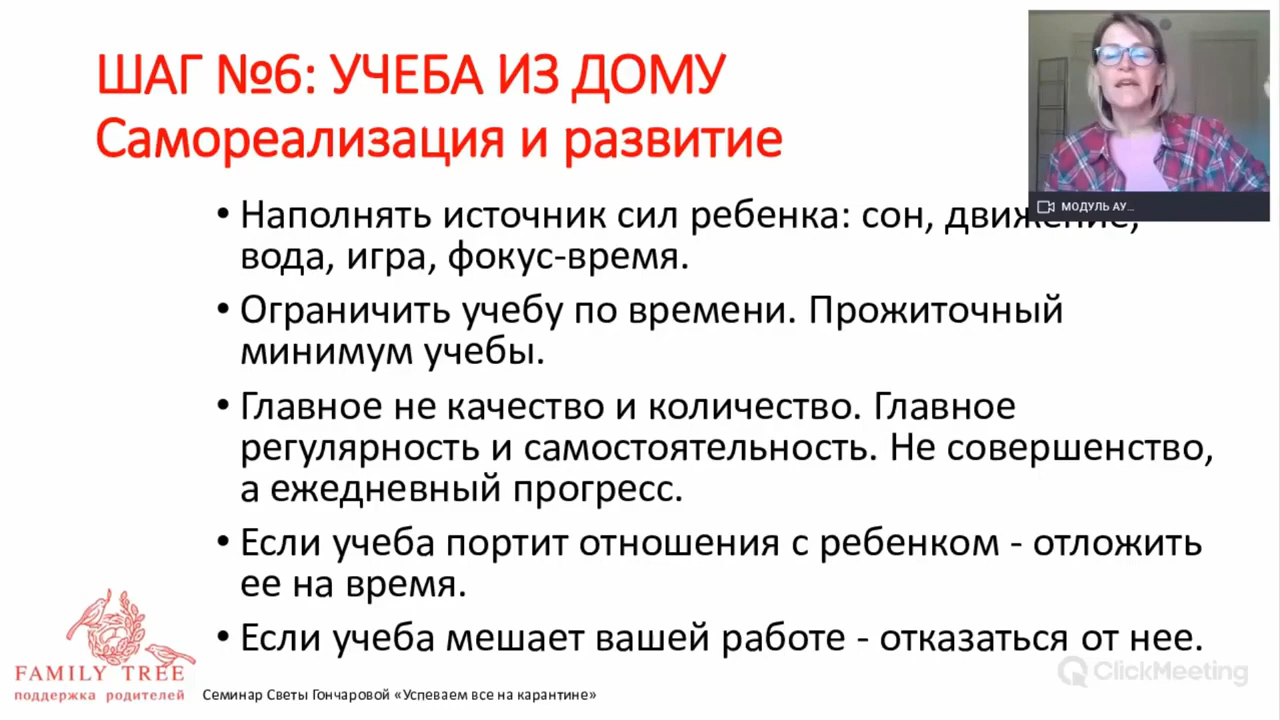 ШАГ №6: УЧЕБА ИЗ ДОМУ
Самореализация и развитие
• Наполнять источник сил ребенка: сон, движение,
вода, игра, фокус-время.
• Ограничить учебу по времени. Прожиточный
минимум учебы.
• Главное не качество и количество. Главное
регулярность и самостоятельность. Не совершенство,
а ежедневный прогресс.
• Если учеба портит отношения с ребенком - отложить
ее на время.
• Если учеба мешает вашей работе - отказаться от нее.
МОДУЛЬ АУ...
FAMILY TREE
поддержка родителей
Семинар Светы Гончаровой «Успеваем все на карантине»
ClickMeeting